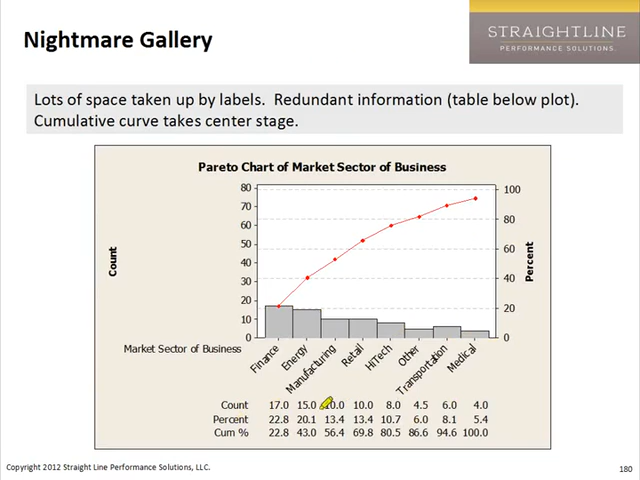 Nightmare Gallery
STRAIGHTLINE
PERFORMANCE SOLUTIONS.
Lots of space taken up by labels. Redundant information (table below plot).
Cumulative curve takes center stage.
Pareto Chart of Market Sector of Business
80
70
60
50
40
30
20
10
0
Count
100
80
60
40
20
0
Percent
Market Sector of Business
Finance
Energy
Manufacturing
Retail
HiTech
Other
Transportation
Medical
Count 17.0 15.0 10.0 10.0 8.0 4.5 6.0 4.0
Percent 22.8 20.1 13.4 13.4 10.7 6.0 8.1 5.4
Cum % 22.8 43.0 56.4 69.8 80.5 86.6 94.6 100.0
Copyright 2012 Straight Line Performance Solutions, LLC.
180